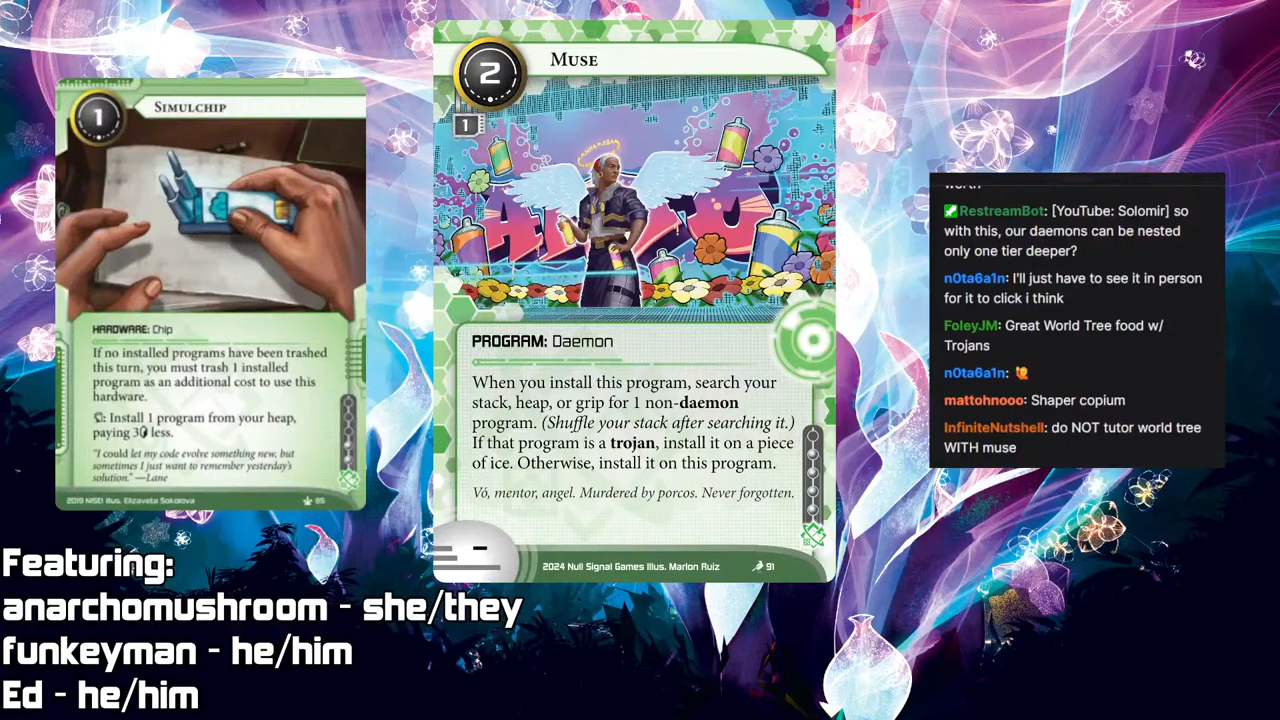 1
SIMULCHIP
HARDWARE: Chip
If no installed programs have been trashed
this turn, you must trash 1 installed
program as an additional cost to use this
hardware.
: Install 1 program from your heap,
paying 3 less.
"I could let my code evolve something new, but
sometimes I just want to remember yesterday's
solution." —Lane
2019 NISEI Illus. Elizaveta Sokolova
65
2
MUSE
1
PROGRAM: Daemon
When you install this program, search your
stack, heap, or grip for 1 non-daemon
program. (Shuffle your stack after searching it.)
If that program is a trojan, install it on a piece
of ice. Otherwise, install it on this program.
Vó, mentor, angel. Murdered by porcos. Never forgotten.
-
2024 Null Signal Games Illus. Marlon Ruiz
91
worth
RestreamBot: [YouTube: Solomir] so
with this, our daemons can be nested
only one tier deeper?
n0ta6a1n: I'll just have to see it in person
for it to click i think
FoleyJM: Great World Tree food w/
Trojans
n0ta6a1n:
mattohnooo: Shaper copium
InfiniteNutshell: do NOT tutor world tree
WITH muse
Featuring:
anarchomushroom - she/they
funkeyman - he/him
Ed - he/him